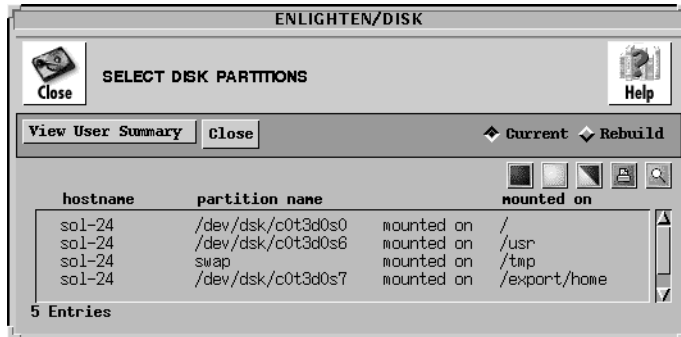 ENLIGHTEN/DISK
Close
SELECT DISK PARTITIONS
Help
View User Summary Close Current Rebuild
hostname partition name mounted on
sol-24 /dev/dsk/c0t3d0s0 mounted on /
sol-24 /dev/dsk/c0t3d0s6 mounted on /usr
sol-24 swap mounted on /tmp
sol-24 /dev/dsk/c0t3d0s7 mounted on /export/home
5 Entries